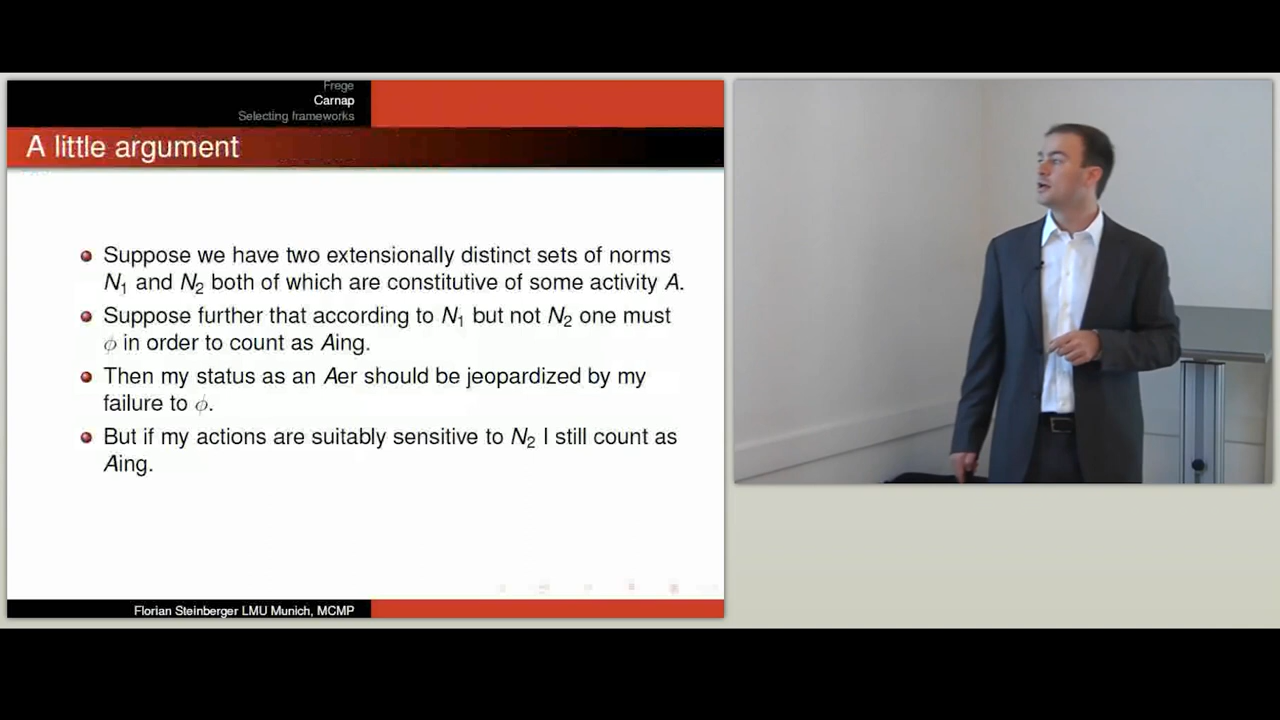 Frege
Carnap
Selecting frameworks
A little argument
Suppose we have two extensionally distinct sets of norms
N₁ and N₂ both of which are constitutive of some activity A.
Suppose further that according to N₁ but not N₂ one must
ϕ in order to count as Aing.
Then my status as an Aer should be jeopardized by my
failure to ϕ.
But if my actions are suitably sensitive to N₂ I still count as
Aing.
Florian Steinberger LMU Munich, MCMP